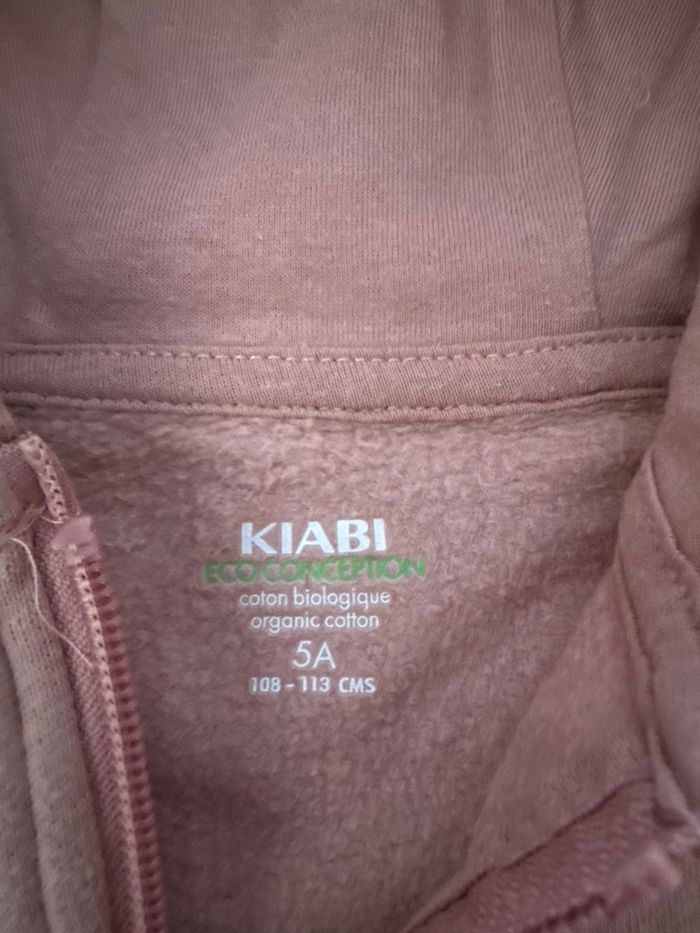 KIABI
ECO-CONCEPTION
coton biologique
organic cotton
5A
108 - 113 CMS